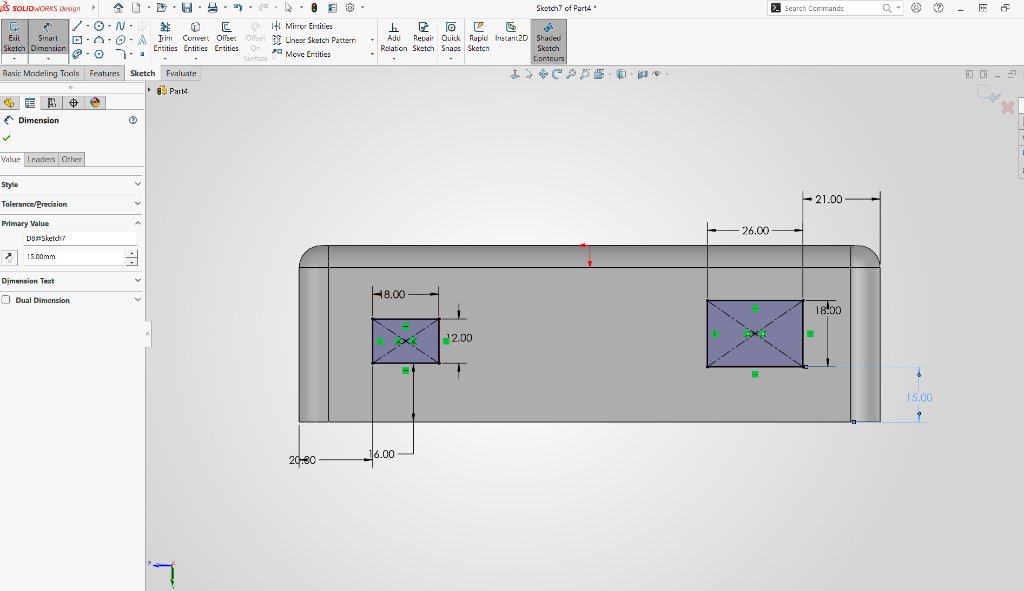 SOLIDWORKS Design
Sketch7 of Part4 *
Search Commands
Exit Sketch
Smart Dimension
Trim Entities
Convert Entities
Offset Entities
Offset On Surface
Mirror Entities
Linear Sketch Pattern
Move Entities
Add Relation
Repair Sketch
Quick Snaps
Rapid Sketch
Instant2D
Shaded Sketch Contours
Basic Modeling Tools
Features
Sketch
Evaluate
Part4
Dimension
Value
Leaders
Other
Style
Tolerance/Precision
Primary Value
D8@Sketch7
15.00mm
Dimension Text
Dual Dimension
21.00
26.00
18.00
18.00
12.00
15.00
16.00
20.00